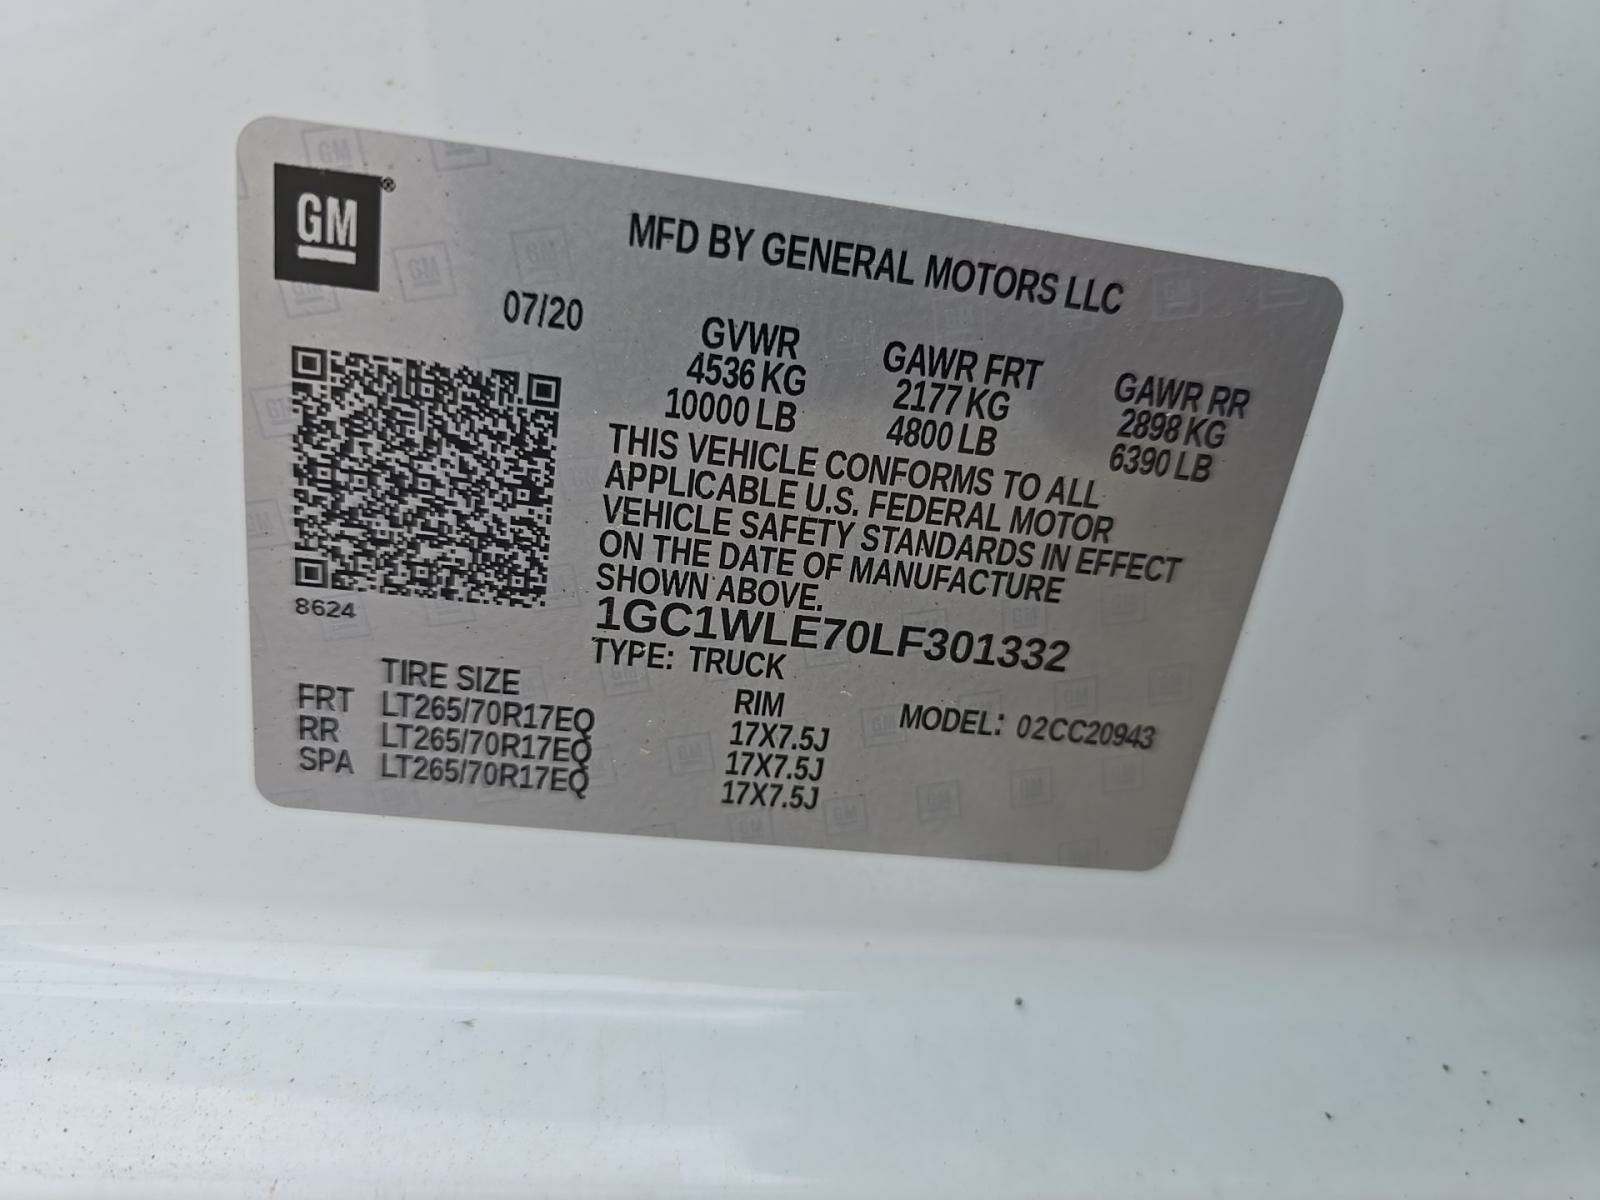 GM®
MFD BY GENERAL MOTORS LLC
07/20
GVWR GAWR FRT GAWR RR
4536 KG 2177 KG 2898 KG
10000 LB 4800 LB 6390 LB
THIS VEHICLE CONFORMS TO ALL
APPLICABLE U.S. FEDERAL MOTOR
VEHICLE SAFETY STANDARDS IN EFFECT
ON THE DATE OF MANUFACTURE
SHOWN ABOVE.
8624
1GC1WLE70LF301332
TYPE: TRUCK
TIRE SIZE RIM MODEL: 02CC20943
FRT LT265/70R17EQ 17X7.5J
RR LT265/70R17EQ 17X7.5J
SPA LT265/70R17EQ 17X7.5J